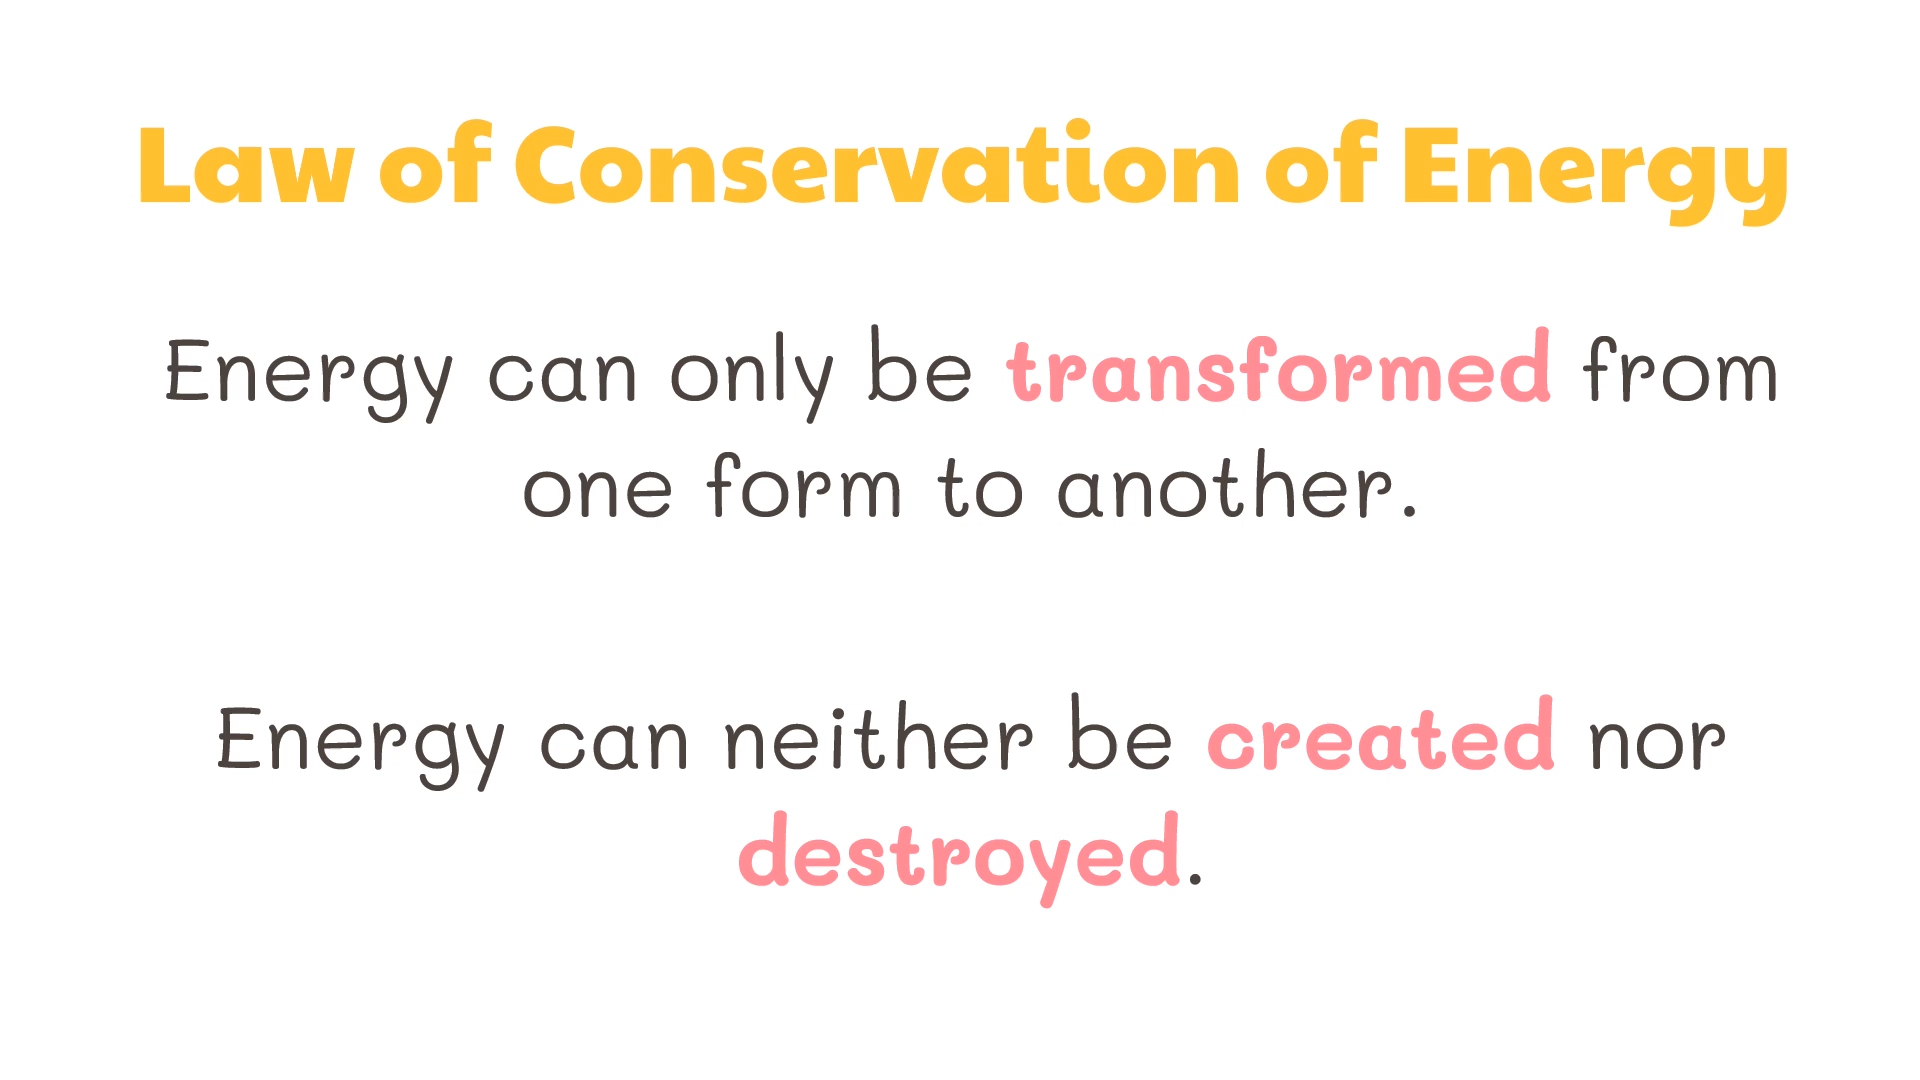 Law of Conservation of Energy
Energy can only be transformed from
one form to another.
Energy can neither be created nor
destroyed.